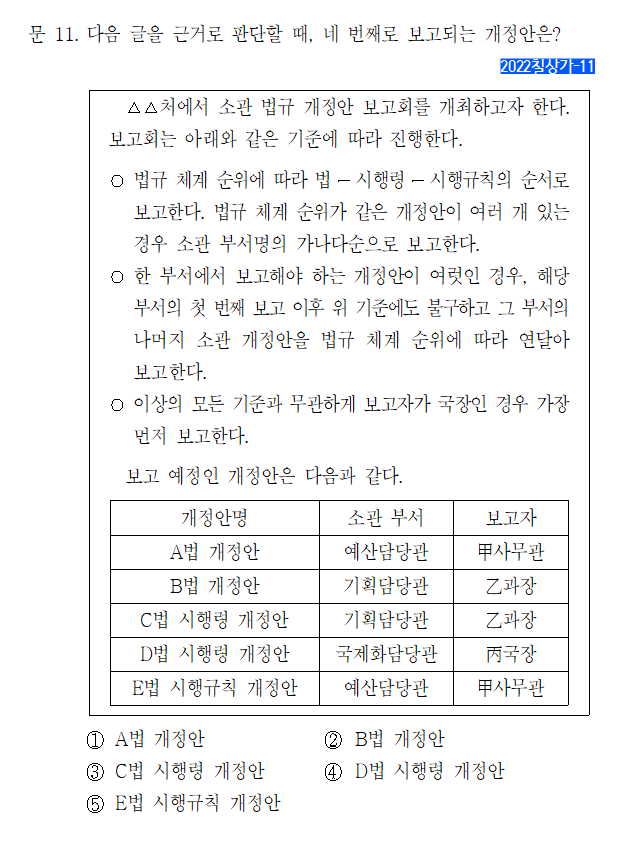 문 11. 다음 글을 근거로 판단할 때, 네 번째로 보고되는 개정안은?
2022칠상가-11
△△처에서 소관 법규 개정안 보고회를 개최하고자 한다.
보고회는 아래와 같은 기준에 따라 진행한다.
○ 법규 체계 순위에 따라 법 － 시행령 － 시행규칙의 순서로
보고한다. 법규 체계 순위가 같은 개정안이 여러 개 있는
경우 소관 부서명의 가나다순으로 보고한다.
○ 한 부서에서 보고해야 하는 개정안이 여럿인 경우, 해당
부서의 첫 번째 보고 이후 위 기준에도 불구하고 그 부서의
나머지 소관 개정안을 법규 체계 순위에 따라 연달아
보고한다.
○ 이상의 모든 기준과 무관하게 보고자가 국장인 경우 가장
먼저 보고한다.
보고 예정인 개정안은 다음과 같다.
개정안명 소관 부서 보고자
A법 개정안 예산담당관 甲사무관
B법 개정안 기획담당관 乙과장
C법 시행령 개정안 기획담당관 乙과장
D법 시행령 개정안 국제화담당관 丙국장
E법 시행규칙 개정안 예산담당관 甲사무관
① A법 개정안 ② B법 개정안
③ C법 시행령 개정안 ④ D법 시행령 개정안
⑤ E법 시행규칙 개정안